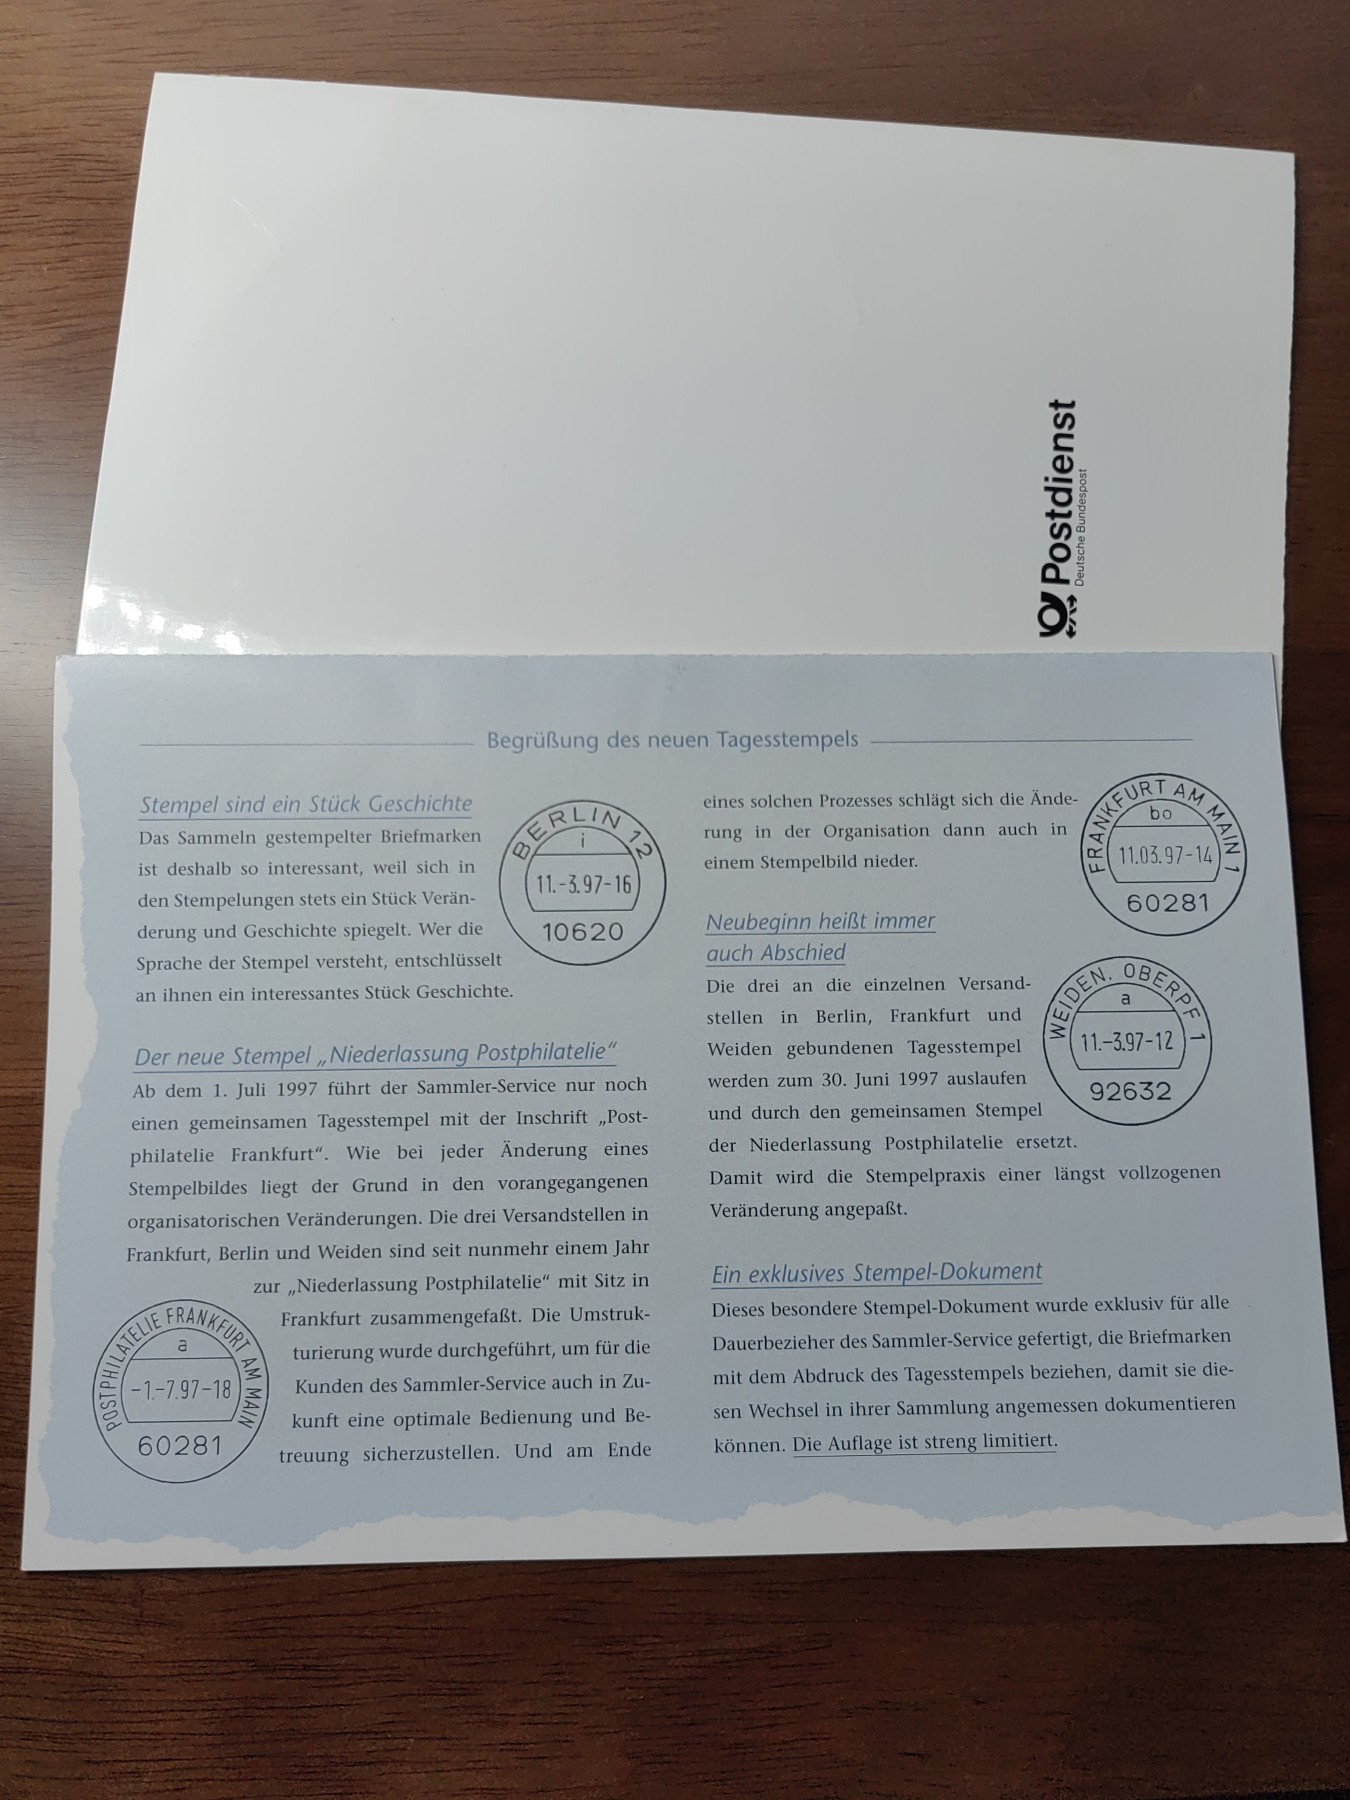 Postdienst
Deutsche Bundespost
Begrüßung des neuen Tagesstempels
Stempel sind ein Stück Geschichte
Das Sammeln gestempelter Briefmarken
ist deshalb so interessant, weil sich in
den Stempelungen stets ein Stück Verän-
derung und Geschichte spiegelt. Wer die
Sprache der Stempel versteht, entschlüsselt
an ihnen ein interessantes Stück Geschichte.
BERLIN 12
i
11.-3.97-16
10620
Der neue Stempel „Niederlassung Postphilatelie“
Ab dem 1. Juli 1997 führt der Sammler-Service nur noch
einen gemeinsamen Tagesstempel mit der Inschrift „Post-
philatelie Frankfurt“. Wie bei jeder Änderung eines
Stempelbildes liegt der Grund in den vorangegangenen
organisatorischen Veränderungen. Die drei Versandstellen in
Frankfurt, Berlin und Weiden sind seit nunmehr einem Jahr
zur „Niederlassung Postphilatelie“ mit Sitz in
Frankfurt zusammengefaßt. Die Umstruk-
turierung wurde durchgeführt, um für die
Kunden des Sammler-Service auch in Zu-
kunft eine optimale Bedienung und Be-
treuung sicherzustellen. Und am Ende
POSTPHILATELIE FRANKFURT AM MAIN
a
-1.-7.97-18
60281
eines solchen Prozesses schlägt sich die Ände-
rung in der Organisation dann auch in
einem Stempelbild nieder.
FRANKFURT AM MAIN 1
bo
11.03.97-14
60281
Neubeginn heißt immer
auch Abschied
Die drei an die einzelnen Versand-
stellen in Berlin, Frankfurt und
Weiden gebundenen Tagesstempel
werden zum 30. Juni 1997 auslaufen
und durch den gemeinsamen Stempel
der Niederlassung Postphilatelie ersetzt.
Damit wird die Stempelpraxis einer längst vollzogenen
Veränderung angepaßt.
WEIDEN. OBERPF 1
a
11.-3.97-12
92632
Ein exklusives Stempel-Dokument
Dieses besondere Stempel-Dokument wurde exklusiv für alle
Dauerbezieher des Sammler-Service gefertigt, die Briefmarken
mit dem Abdruck des Tagesstempels beziehen, damit sie die-
sen Wechsel in ihrer Sammlung angemessen dokumentieren
können. Die Auflage ist streng limitiert.